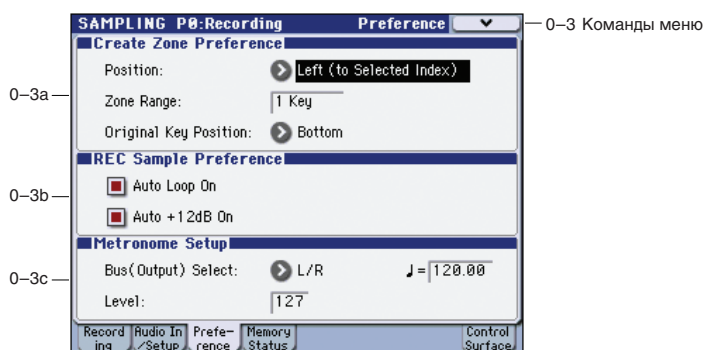 SAMPLING P0:Recording Preference
0–3 Команды меню
Create Zone Preference
0–3a
Position: Left (to Selected Index)
Zone Range: 1 Key
Original Key Position: Bottom
REC Sample Preference
0–3b
Auto Loop On
Auto +12dB On
Metronome Setup
0–3c
Bus(Output) Select: L/R ♩=120.00
Level: 127
Record ing
Audio In /Setup
Prefe– rence
Memory Status
Control Surface